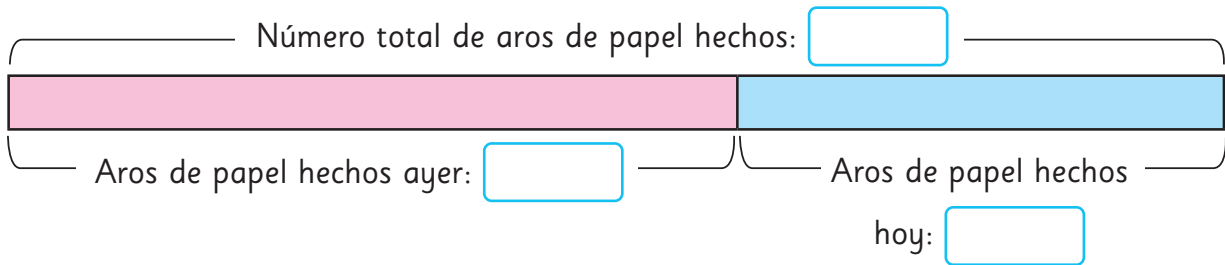 Número total de aros de papel hechos:
Aros de papel hechos ayer:
Aros de papel hechos
hoy: